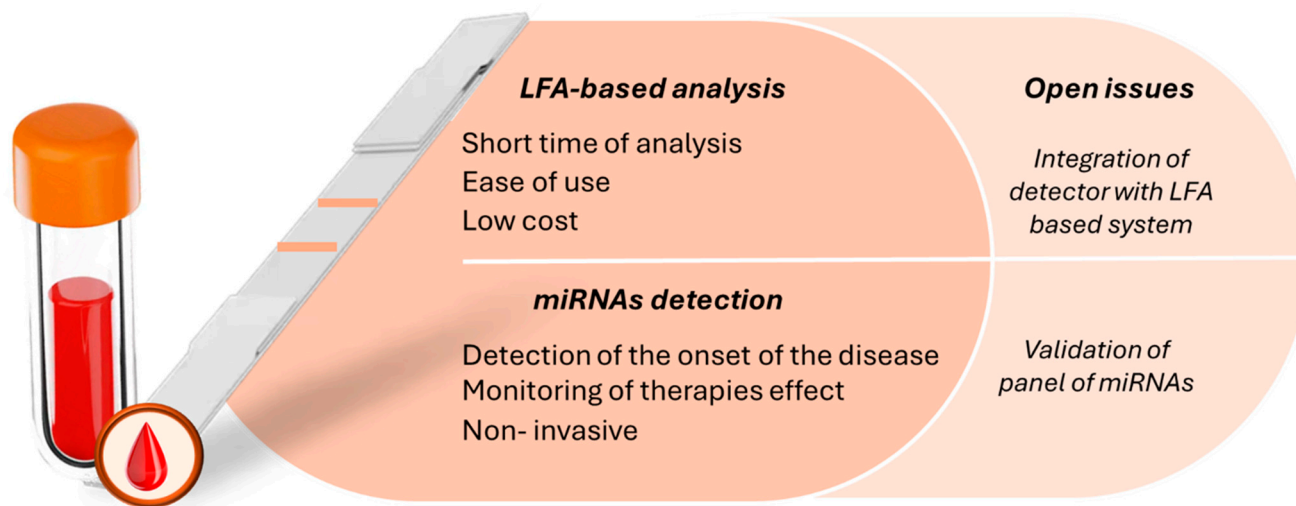 LFA-based analysis
Short time of analysis
Ease of use
Low cost
Open issues
Integration of
detector with LFA
based system
miRNAs detection
Detection of the onset of the disease
Monitoring of therapies effect
Non- invasive
Validation of
panel of miRNAs